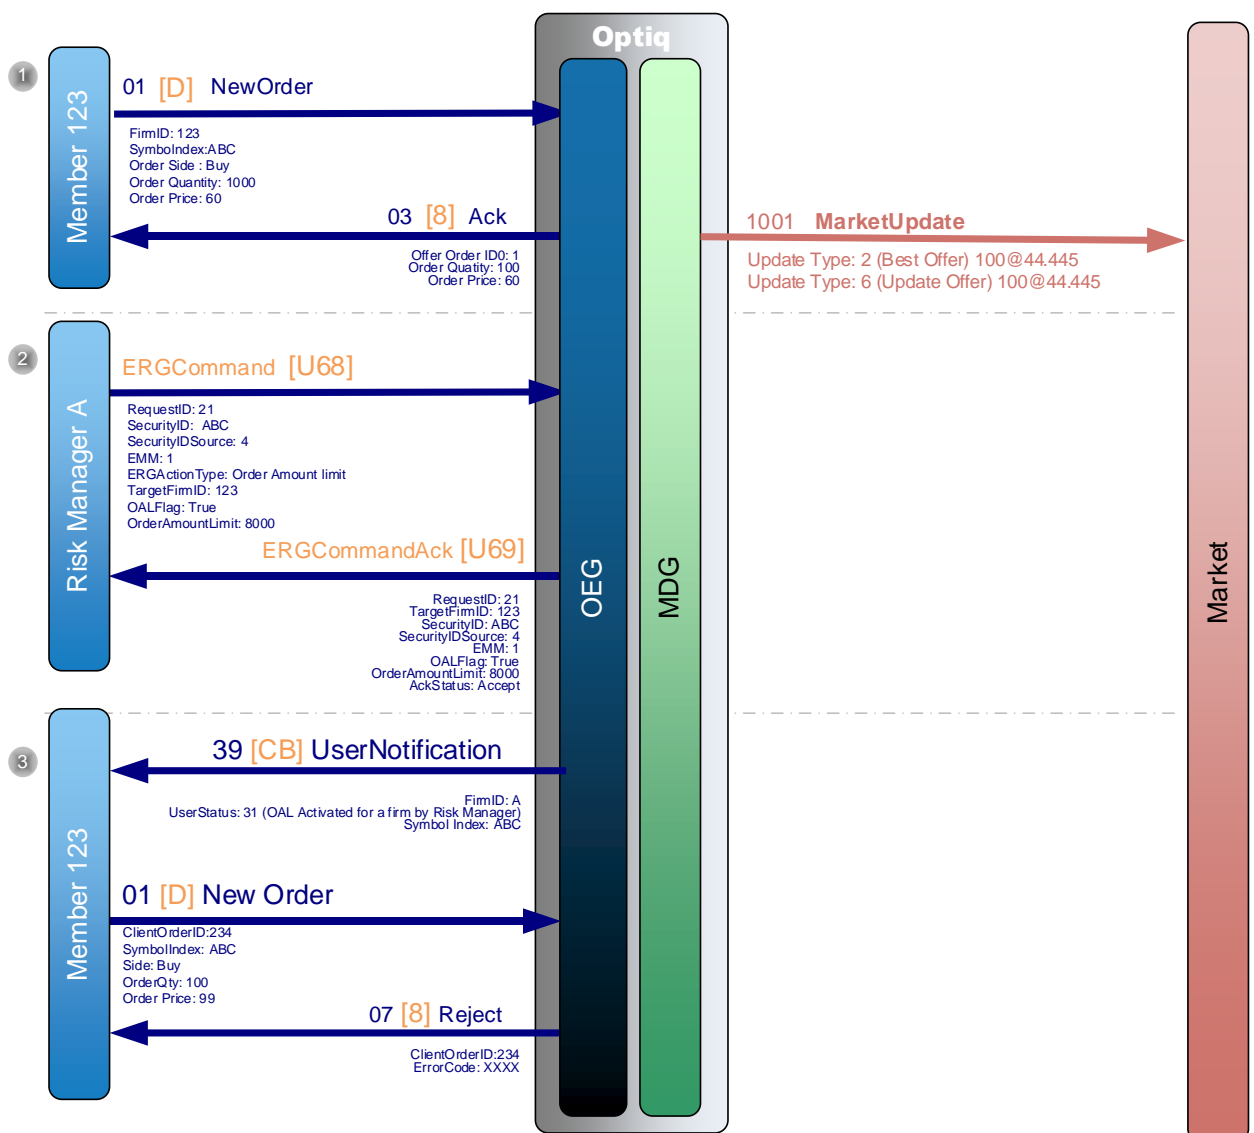 Optiq
1
Member 123
01 [D] NewOrder
FirmID: 123
SymbolIndex:ABC
Order Side : Buy
Order Quantity: 1000
Order Price: 60
03 [8] Ack
Offer Order ID0: 1
Order Quatity: 100
Order Price: 60
1001 MarketUpdate
Update Type: 2 (Best Offer) 100@44.445
Update Type: 6 (Update Offer) 100@44.445
2
Risk Manager A
ERGCommand [U68]
RequestID: 21
SecurityID: ABC
SecurityIDSource: 4
EMM: 1
ERGActionType: Order Amount limit
TargetFirmID: 123
OALFlag: True
OrderAmountLimit: 8000
ERGCommandAck [U69]
RequestID: 21
TargetFirmID: 123
SecurityID: ABC
SecurityIDSource: 4
EMM: 1
OALFlag: True
OrderAmountLimit: 8000
AckStatus: Accept
OEG
MDG
Market
3
Member 123
39 [CB] UserNotification
FirmID: A
UserStatus: 31 (OAL Activated for a firm by Risk Manager)
Symbol Index: ABC
01 [D] New Order
ClientOrderID:234
SymbolIndex: ABC
Side: Buy
OrderQty: 100
Order Price: 99
07 [8] Reject
ClientOrderID:234
ErrorCode: XXXX